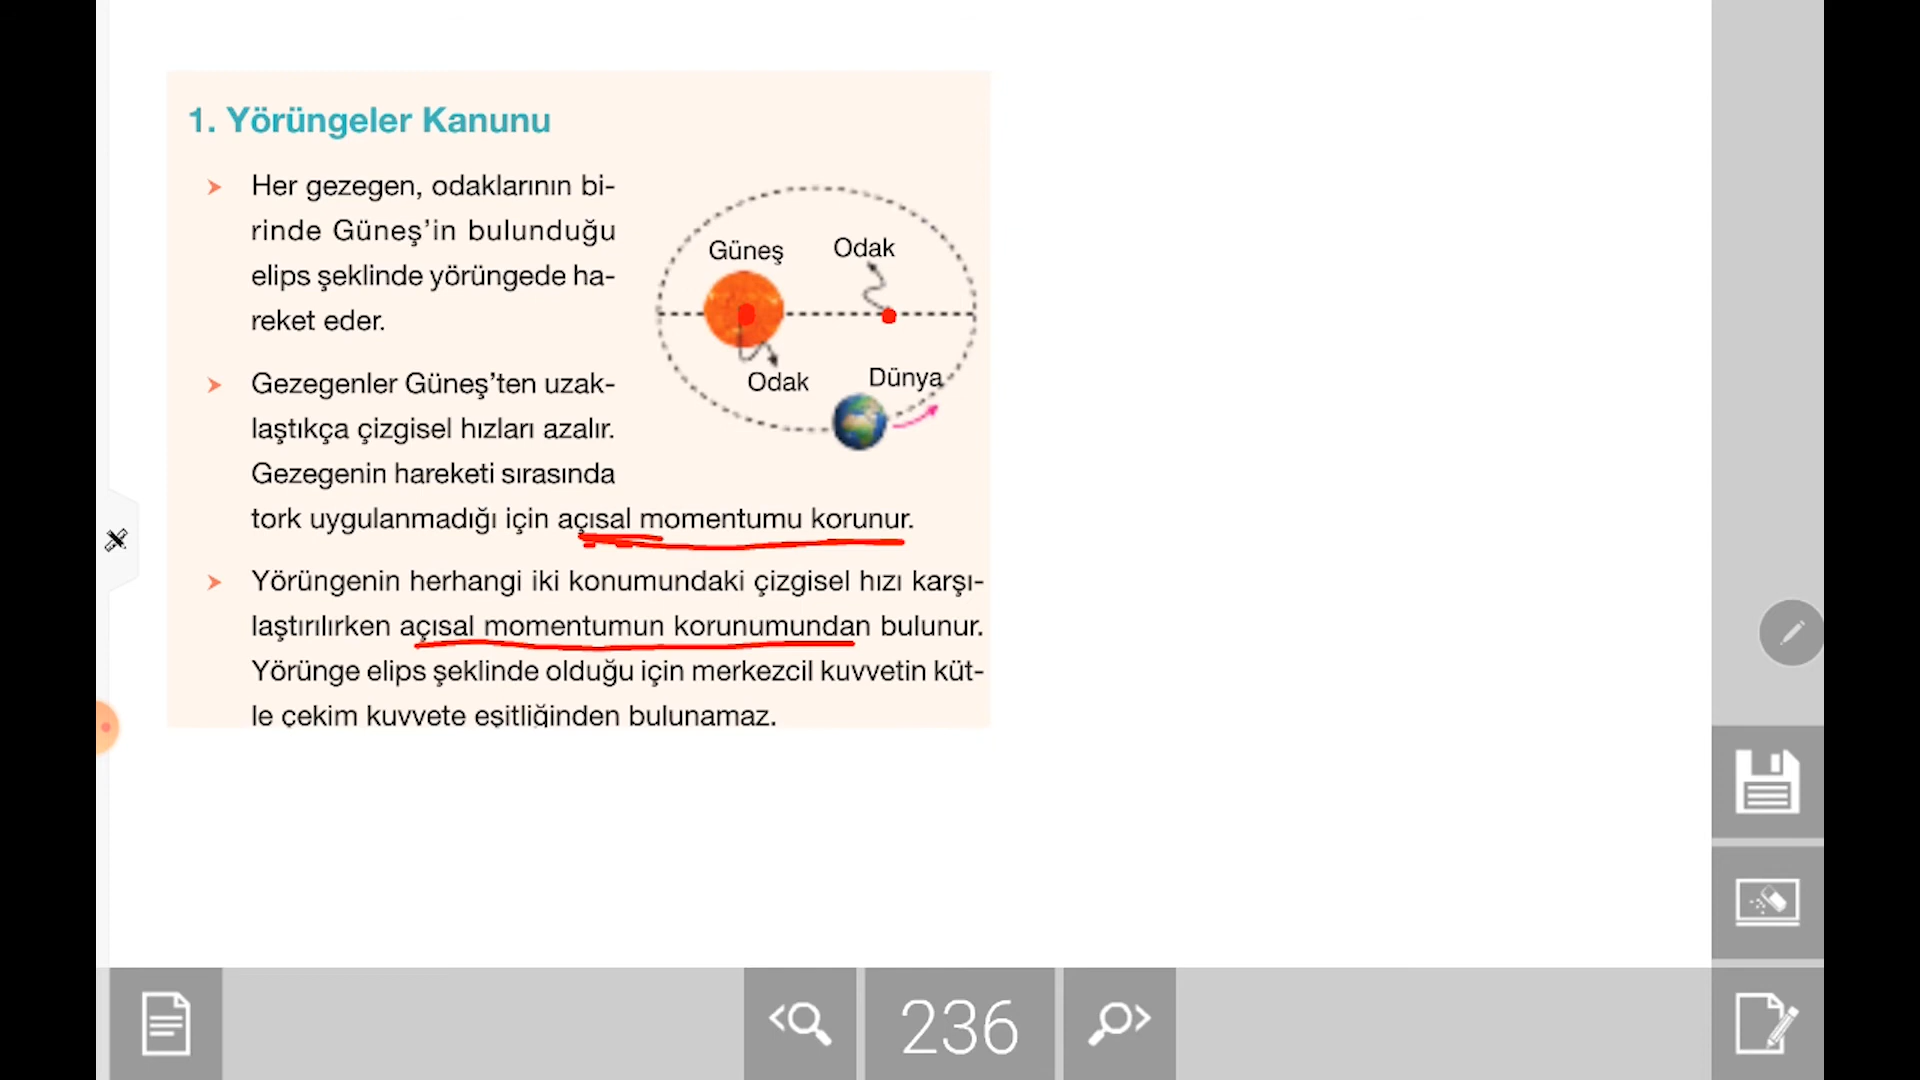 1. Yörüngeler Kanunu
Her gezegen, odaklarının bi-
rinde Güneş’in bulunduğu
elips şeklinde yörüngede ha-
reket eder.
Güneş
Odak
Odak
Dünya
Gezegenler Güneş’ten uzak-
laştıkça çizgisel hızları azalır.
Gezegenin hareketi sırasında
tork uygulanmadığı için açısal momentumu korunur.
Yörüngenin herhangi iki konumundaki çizgisel hızı karşı-
laştırılırken açısal momentumun korunumundan bulunur.
Yörünge elips şeklinde olduğu için merkezcil kuvvetin küt-
le çekim kuvvete eşitliğinden bulunamaz.
236